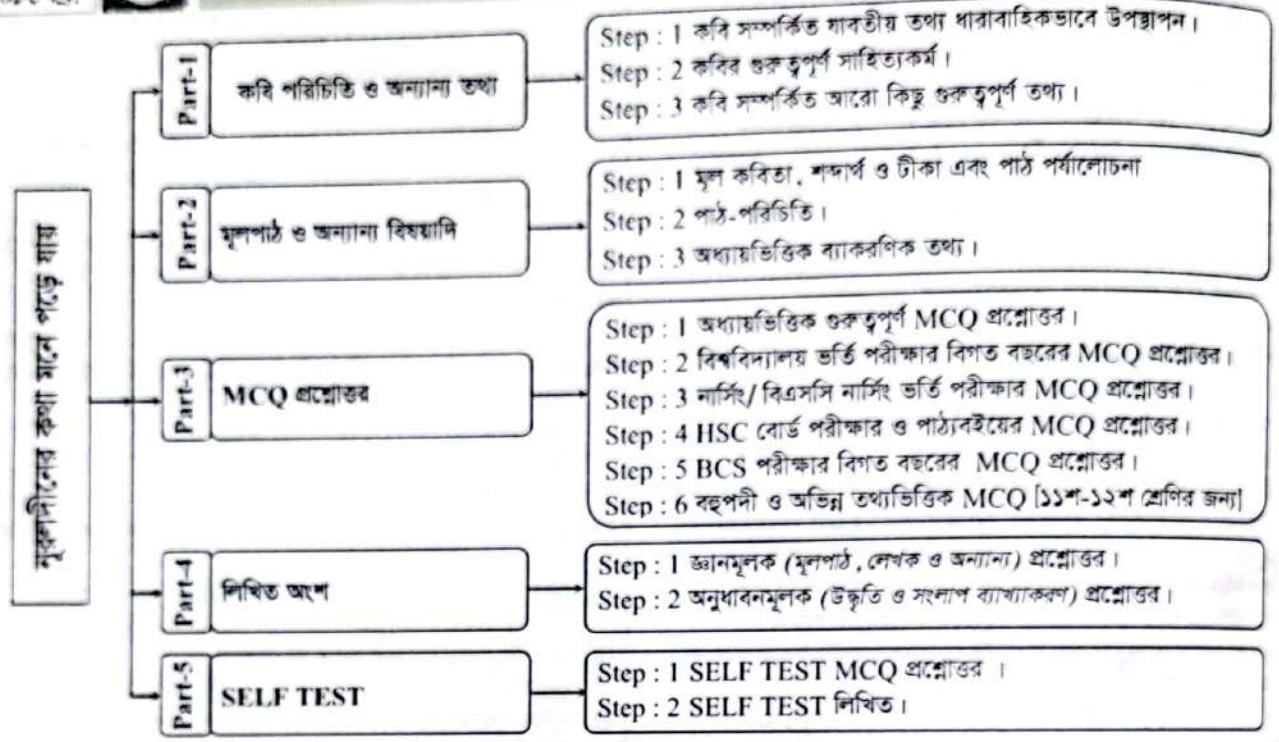 নূরলদীনের কথা মনে পড়ে যায়
Part-1
কবি পরিচিতি ও অন্যান্য তথ্য
Step : 1 কবি সম্পর্কিত যাবতীয় তথ্য ধারাবাহিকভাবে উপস্থাপন।
Step : 2 কবির গুরুত্বপূর্ণ সাহিত্যকর্ম।
Step : 3 কবি সম্পর্কিত আরো কিছু গুরুত্বপূর্ণ তথ্য।
Part-2
মূলপাঠ ও অন্যান্য বিষয়াদি
Step : 1 মূল কবিতা, শব্দার্থ ও টীকা এবং পাঠ পর্যালোচনা
Step : 2 পাঠ-পরিচিতি।
Step : 3 অধ্যায়ভিত্তিক ব্যাকরণিক তথ্য।
Part-3
MCQ প্রশ্নোত্তর
Step : 1 অধ্যায়ভিত্তিক গুরুত্বপূর্ণ MCQ প্রশ্নোত্তর।
Step : 2 বিশ্ববিদ্যালয় ভর্তি পরীক্ষার বিগত বছরের MCQ প্রশ্নোত্তর।
Step : 3 নার্সিং/ বিএসসি নার্সিং ভর্তি পরীক্ষার MCQ প্রশ্নোত্তর।
Step : 4 HSC বোর্ড পরীক্ষার ও পাঠ্যবইয়ের MCQ প্রশ্নোত্তর।
Step : 5 BCS পরীক্ষার বিগত বছরের MCQ প্রশ্নোত্তর।
Step : 6 বহুপদী ও অভিন্ন তথ্যভিত্তিক MCQ [১১শ-১২শ শ্রেণির জন্য]
Part-4
লিখিত অংশ
Step : 1 জ্ঞানমূলক (মূলপাঠ, লেখক ও অন্যান্য) প্রশ্নোত্তর।
Step : 2 অনুধাবনমূলক (উদ্ধৃতি ও সংলাপ ব্যাখ্যাকরণ) প্রশ্নোত্তর।
Part-5
SELF TEST
Step : 1 SELF TEST MCQ প্রশ্নোত্তর ।
Step : 2 SELF TEST লিখিত।